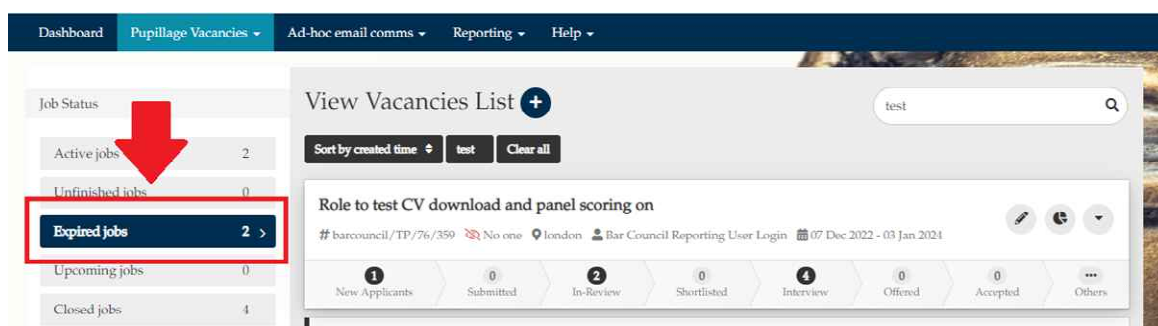 Dashboard Pupillage Vacancies Ad-hoc email comms Reporting Help
Job Status
Active jobs 2
Unfinished jobs 0
Expired jobs 2
Upcoming jobs 0
Closed jobs 4
View Vacancies List
test
Sort by created time test Clear all
Role to test CV download and panel scoring on
# barcouncil/TP/76/359 No one london Bar Council Reporting User Login 07 Dec 2022 - 03 Jan 2024
1 0 2 0 4 0 0 ...
New Applicants Submitted In-Review Shortlisted Interview Offered Accepted Others